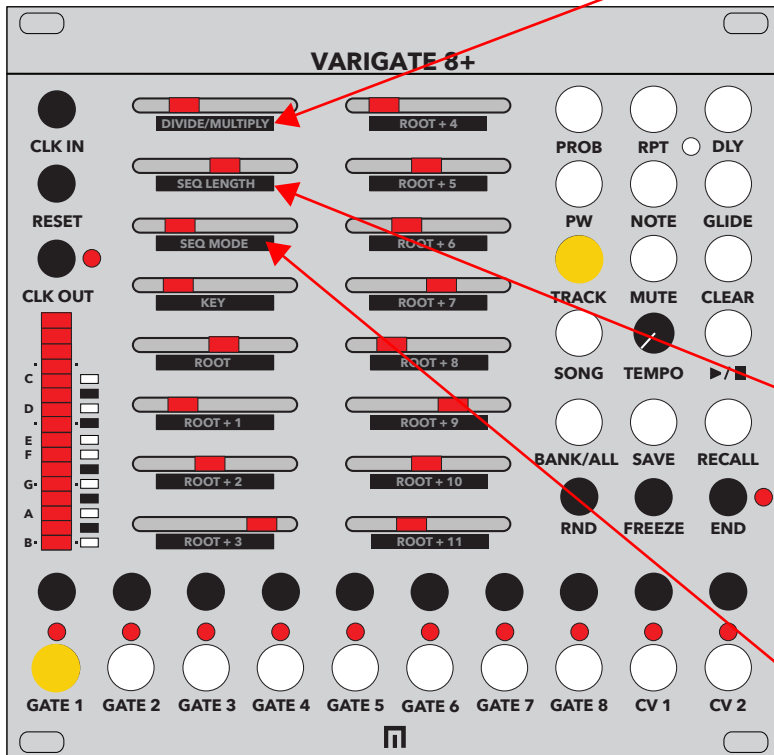 VARIGATE 8+
CLK IN
RESET
CLK OUT
C
D
E
F
G
A
B
DIVIDE/MULTIPLY
SEQ LENGTH
SEQ MODE
KEY
ROOT
ROOT + 1
ROOT + 2
ROOT + 3
ROOT + 4
ROOT + 5
ROOT + 6
ROOT + 7
ROOT + 8
ROOT + 9
ROOT + 10
ROOT + 11
PROB RPT DLY
PW NOTE GLIDE
TRACK MUTE CLEAR
SONG TEMPO ▶/■
BANK/ALL SAVE RECALL
RND FREEZE END
GATE 1 GATE 2 GATE 3 GATE 4 GATE 5 GATE 6 GATE 7 GATE 8 CV 1 CV 2